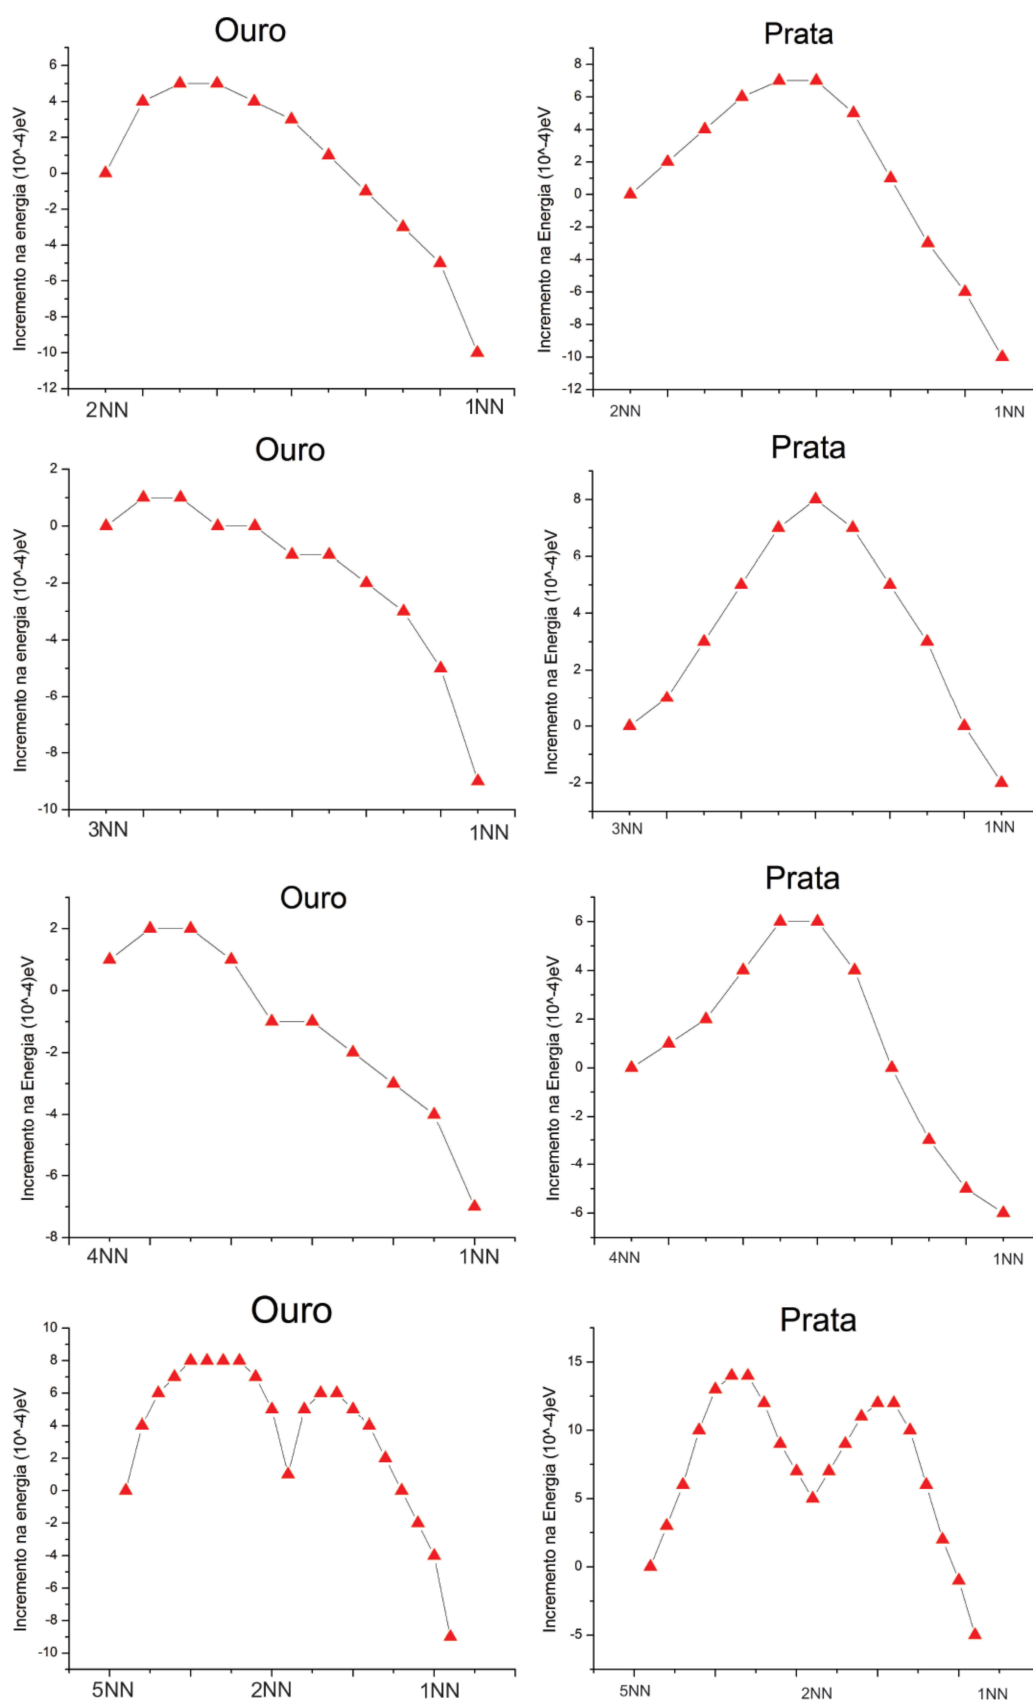 Ouro
Incremento na energia (10^-4)eV
6
4
2
0
-2
-4
-6
-8
-10
-12
2NN
1NN
Prata
Incremento na Energia (10^-4)eV
8
6
4
2
0
-2
-4
-6
-8
-10
-12
2NN
1NN
Ouro
Incremento na energia (10^-4)eV
2
0
-2
-4
-6
-8
-10
3NN
1NN
Prata
Incremento na Energia (10^-4)eV
8
6
4
2
0
-2
3NN
1NN
Ouro
Incremento na Energia (10^-4)eV
2
0
-2
-4
-6
-8
4NN
1NN
Prata
Incremento na Energia (10^-4)eV
6
4
2
0
-2
-4
-6
4NN
1NN
Ouro
Incremento na energia (10^-4)eV
10
8
6
4
2
0
-2
-4
-6
-8
-10
5NN
2NN
1NN
Prata
Incremento na Energia (10^-4)eV
15
10
5
0
-5
5NN
2NN
1NN